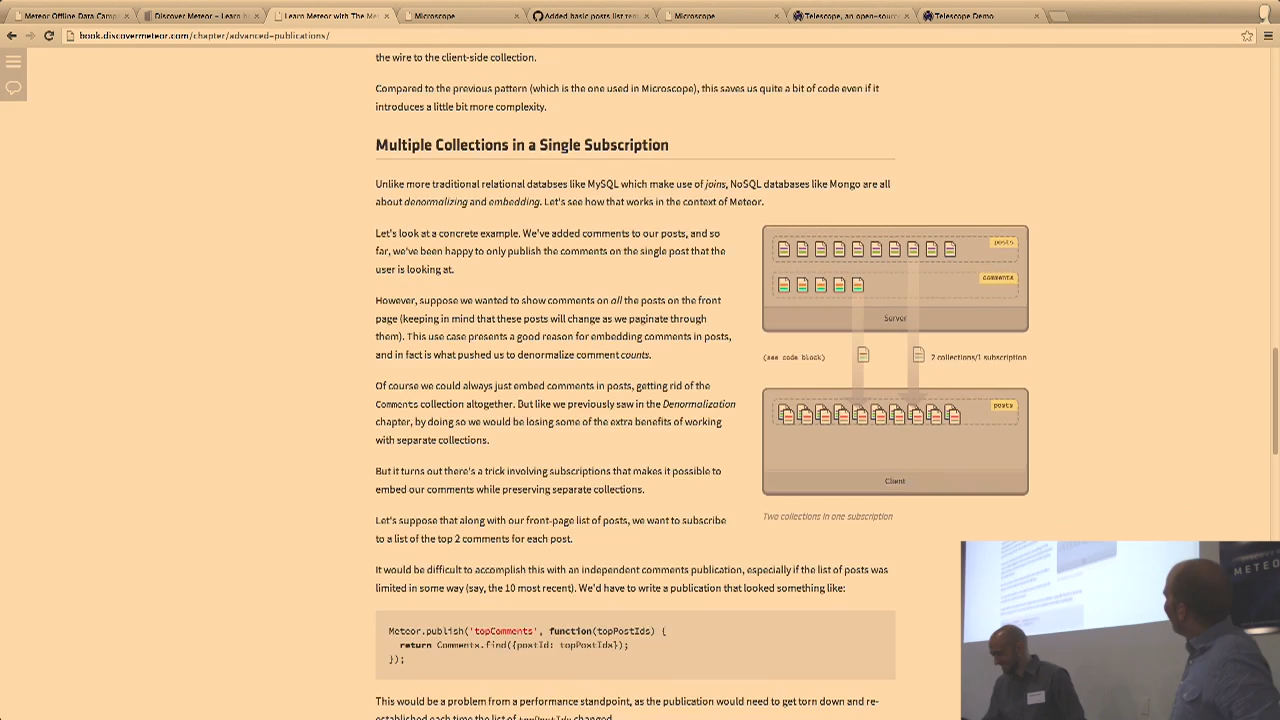 Meteor Offline Data Camp
Discover Meteor – Learn
Learn Meteor with The Me
Microscope
Added basic posts list
Microscope
Telescope, an open-sour
Telescope Demo
book.discovermeteor.com/chapter/advanced-publications/
the wire to the client-side collection.
Compared to the previous pattern (which is the one used in Microscope), this saves us quite a bit of code even if it
introduces a little bit more complexity.
Multiple Collections in a Single Subscription
Unlike more traditional relational databses like MySQL which make use of joins, NoSQL databases like Mongo are all
about denormalizing and embedding. Let's see how that works in the context of Meteor.
Let's look at a concrete example. We've added comments to our posts, and so
far, we've been happy to only publish the comments on the single post that the
user is looking at.
However, suppose we wanted to show comments on all the posts on the front
page (keeping in mind that these posts will change as we paginate through
them). This use case presents a good reason for embedding comments in posts,
and in fact is what pushed us to denormalize comment counts.
Of course we could always just embed comments in posts, getting rid of the
Comments collection altogether. But like we previously saw in the Denormalization
chapter, by doing so we would be losing some of the extra benefits of working
with separate collections.
But it turns out there's a trick involving subscriptions that makes it possible to
embed our comments while preserving separate collections.
Let's suppose that along with our front-page list of posts, we want to subscribe
to a list of the top 2 comments for each post.
posts
comments
Server
(see code block)
2 collections/1 subscription
posts
Client
Two collections in one subscription
It would be difficult to accomplish this with an independent comments publication, especially if the list of posts was
limited in some way (say, the 10 most recent). We'd have to write a publication that looked something like:
Meteor.publish('topComments', function(topPostIds) {
return Comments.find({postId: topPostIds});
});
This would be a problem from a performance standpoint, as the publication would need to get torn down and re-
established each time the list of topPostIds changed.
METEO